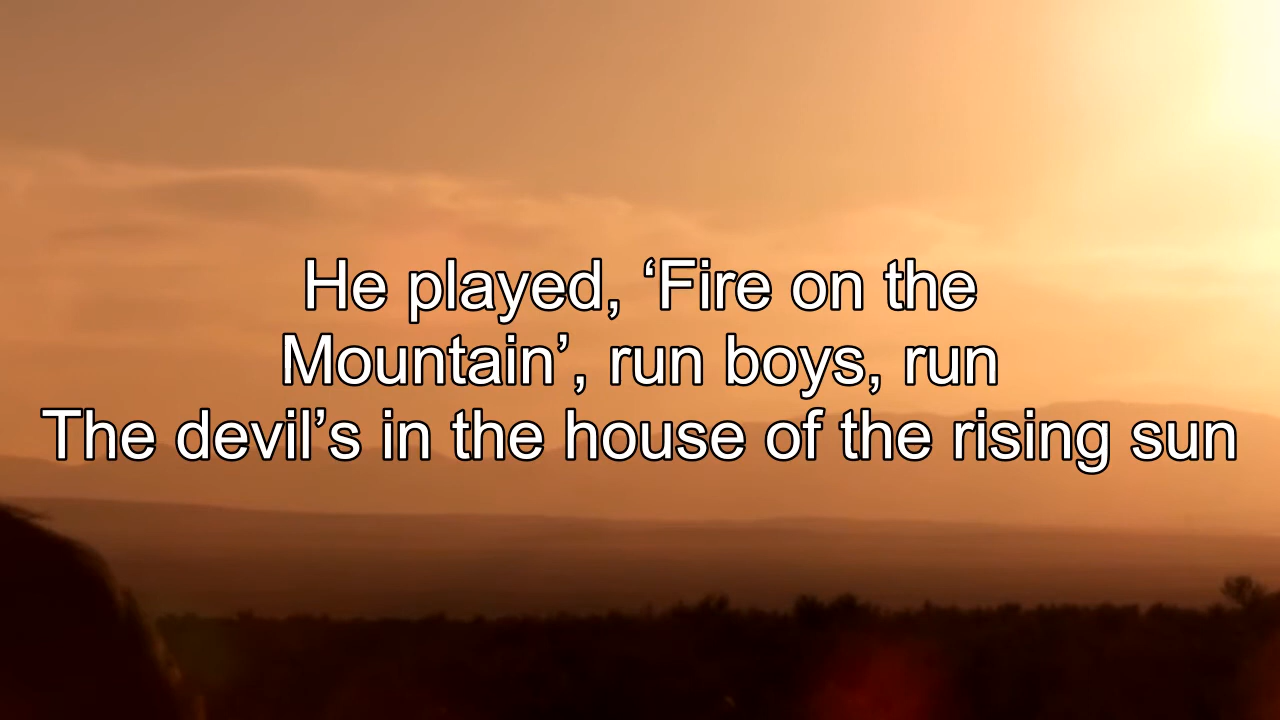 He played, ‘Fire on the
Mountain’, run boys, run
The devil’s in the house of the rising sun